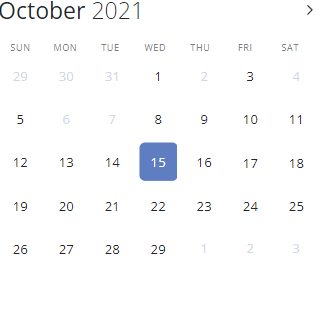 October 2021
SUN MON TUE WED THU FRI SAT
29 30 31 1 2 3 4
5 6 7 8 9 10 11
12 13 14 15 16 17 18
19 20 21 22 23 24 25
26 27 28 29 1 2 3